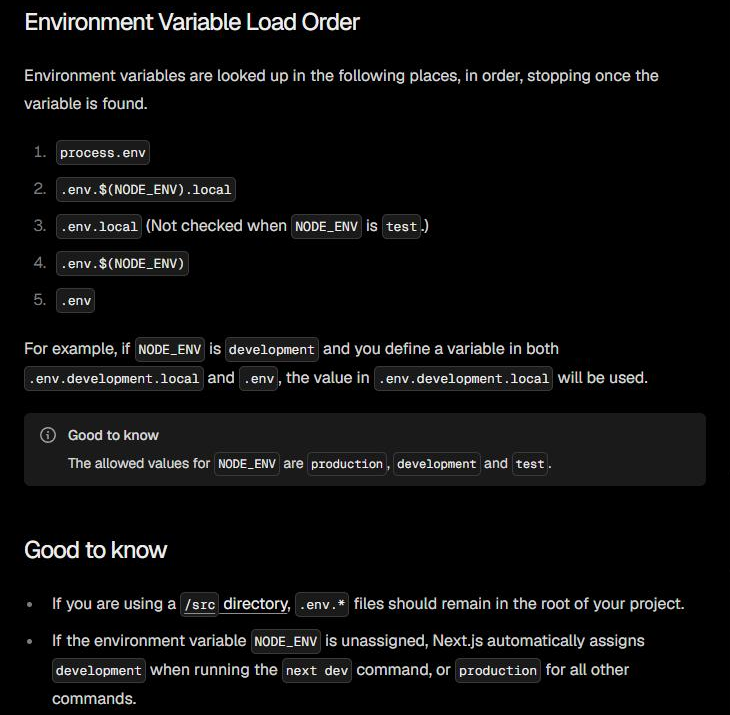 Environment Variable Load Order
Environment variables are looked up in the following places, in order, stopping once the
variable is found.
1. process.env
2. .env.$(NODE_ENV).local
3. .env.local (Not checked when NODE_ENV is test.)
4. .env.$(NODE_ENV)
5. .env
For example, if NODE_ENV is development and you define a variable in both
.env.development.local and .env, the value in .env.development.local will be used.
Good to know
The allowed values for NODE_ENV are production, development and test.
Good to know
• If you are using a /src directory, .env.* files should remain in the root of your project.
• If the environment variable NODE_ENV is unassigned, Next.js automatically assigns
development when running the next dev command, or production for all other
commands.